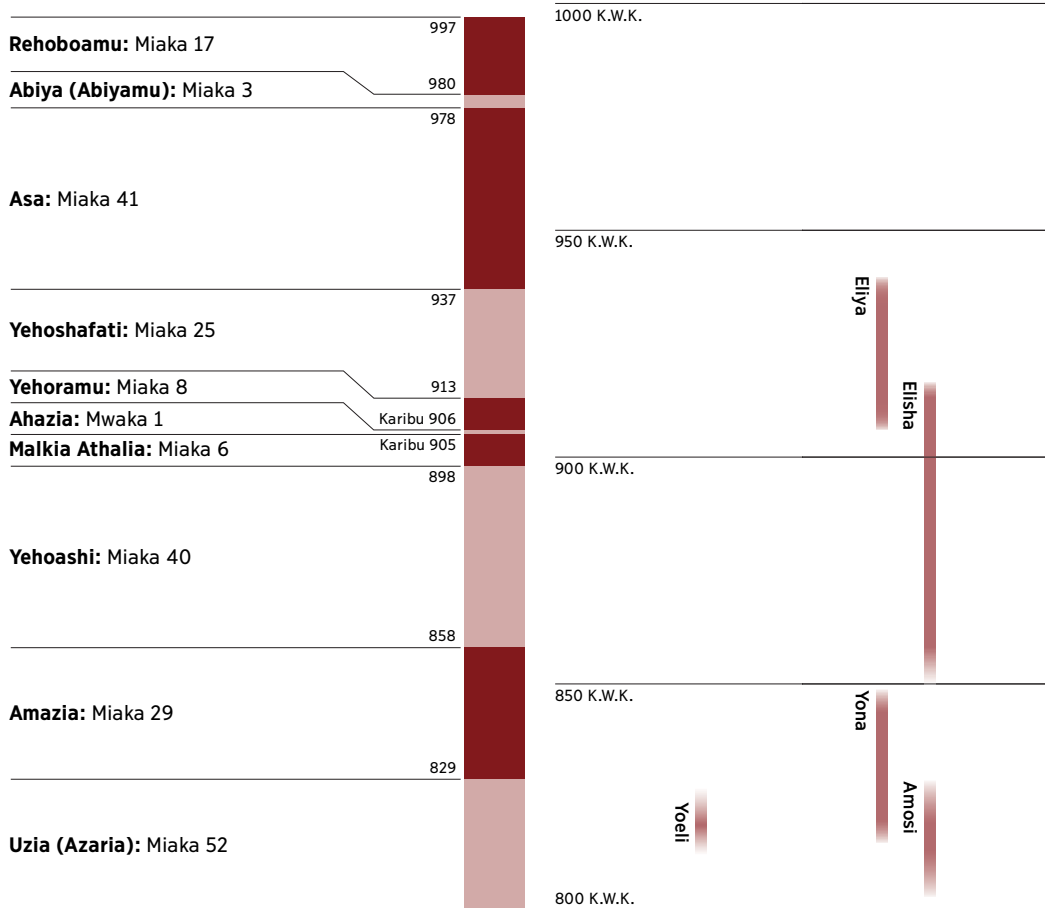 997
Rehoboamu: Miaka 17
980
Abiya (Abiyamu): Miaka 3
978
Asa: Miaka 41
937
Yehoshafati: Miaka 25
913
Yehoramu: Miaka 8
Karibu 906
Ahazia: Mwaka 1
Karibu 905
Malkia Athalia: Miaka 6
898
Yehoashi: Miaka 40
858
Amazia: Miaka 29
829
Uzia (Azaria): Miaka 52
1000 K.W.K.
950 K.W.K.
Eliya
Elisha
900 K.W.K.
850 K.W.K.
Yona
Amosi
Yoeli
800 K.W.K.